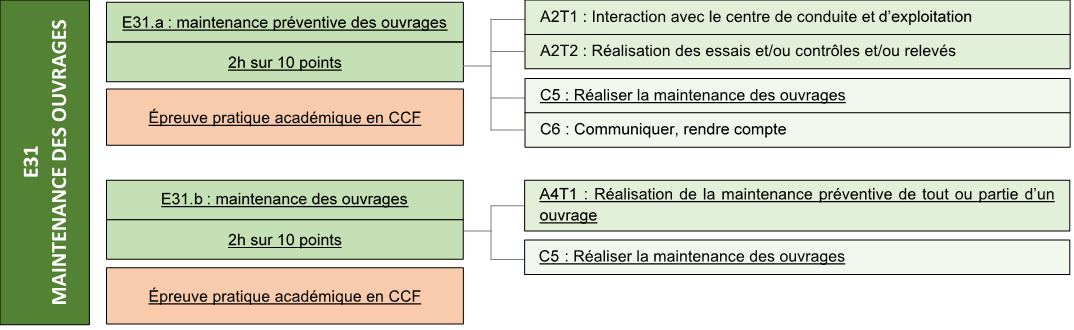 E31
MAINTENANCE DES OUVRAGES
E31.a : maintenance préventive des ouvrages
2h sur 10 points
Épreuve pratique académique en CCF
A2T1 : Interaction avec le centre de conduite et d’exploitation
A2T2 : Réalisation des essais et/ou contrôles et/ou relevés
C5 : Réaliser la maintenance des ouvrages
C6 : Communiquer, rendre compte
E31.b : maintenance des ouvrages
2h sur 10 points
Épreuve pratique académique en CCF
A4T1 : Réalisation de la maintenance préventive de tout ou partie d’un
ouvrage
C5 : Réaliser la maintenance des ouvrages